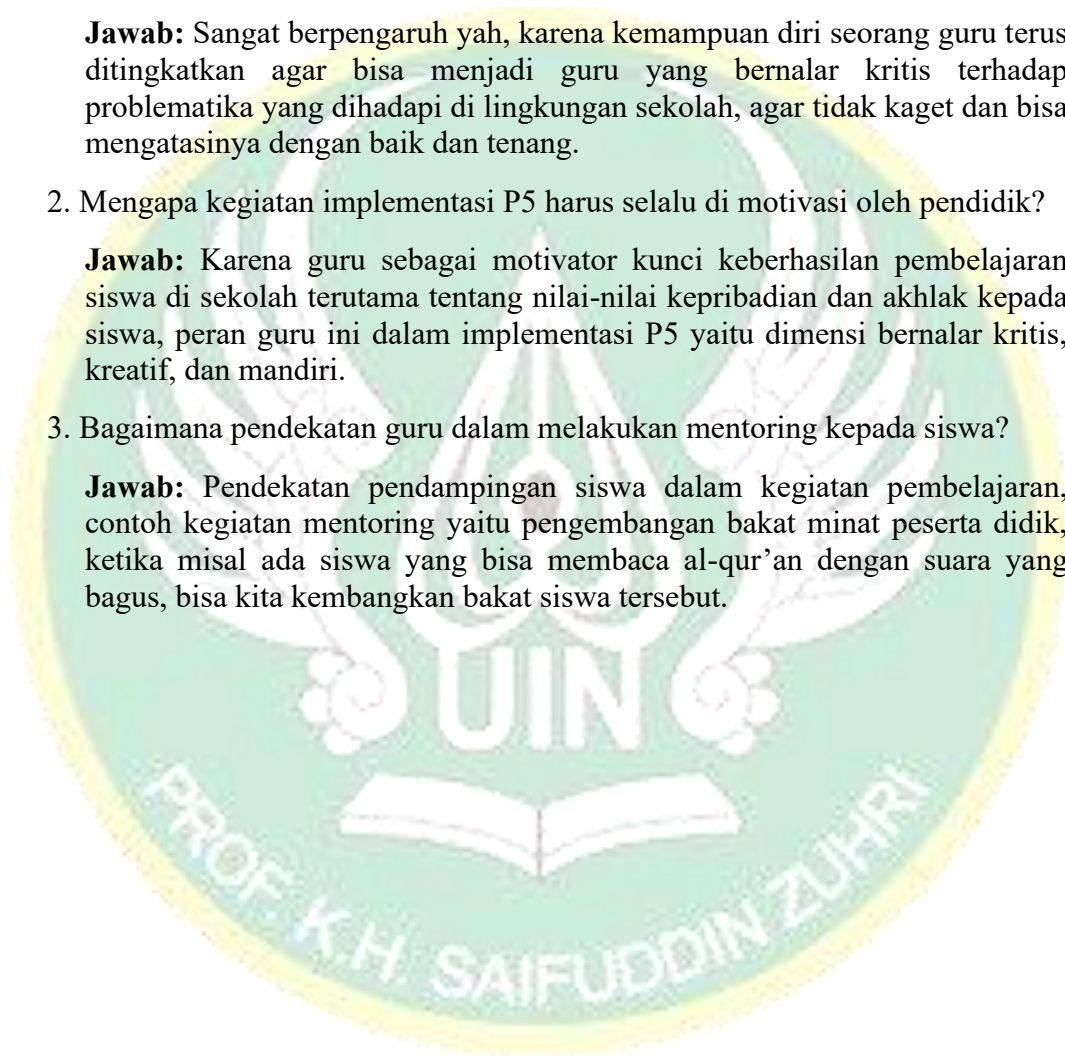 Jawab: Sangat berpengaruh yah, karena kemampuan diri seorang guru terus
ditingkatkan agar bisa menjadi guru yang bernalar kritis terhadap
problematika yang dihadapi di lingkungan sekolah, agar tidak kaget dan bisa
mengatasinya dengan baik dan tenang.
2. Mengapa kegiatan implementasi P5 harus selalu di motivasi oleh pendidik?
Jawab: Karena guru sebagai motivator kunci keberhasilan pembelajaran
siswa di sekolah terutama tentang nilai-nilai kepribadian dan akhlak kepada
siswa, peran guru ini dalam implementasi P5 yaitu dimensi bernalar kritis,
kreatif, dan mandiri.
3. Bagaimana pendekatan guru dalam melakukan mentoring kepada siswa?
Jawab: Pendekatan pendampingan siswa dalam kegiatan pembelajaran,
contoh kegiatan mentoring yaitu pengembangan bakat minat peserta didik,
ketika misal ada siswa yang bisa membaca al-qur’an dengan suara yang
bagus, bisa kita kembangkan bakat siswa tersebut.
UIN
PROF. K.H. SAIFUDDIN ZUHRI